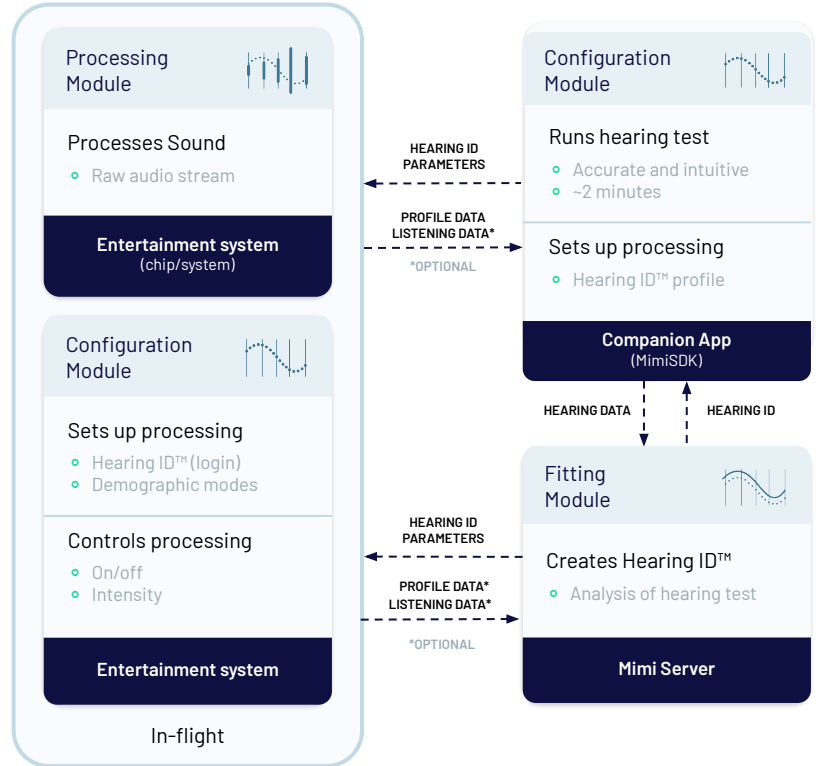 Processing
Module
Processes Sound
Raw audio stream
Entertainment system
(chip/system)
Configuration
Module
Sets up processing
Hearing ID™ (login)
Demographic modes
Controls processing
On/off
Intensity
Entertainment system
In-flight
HEARING ID
PARAMETERS
PROFILE DATA
LISTENING DATA*
*OPTIONAL
Configuration
Module
Runs hearing test
Accurate and intuitive
~2 minutes
Sets up processing
Hearing ID™ profile
Companion App
(MimiSDK)
HEARING DATA
HEARING ID
HEARING ID
PARAMETERS
PROFILE DATA*
LISTENING DATA*
*OPTIONAL
Fitting
Module
Creates Hearing ID™
Analysis of hearing test
Mimi Server